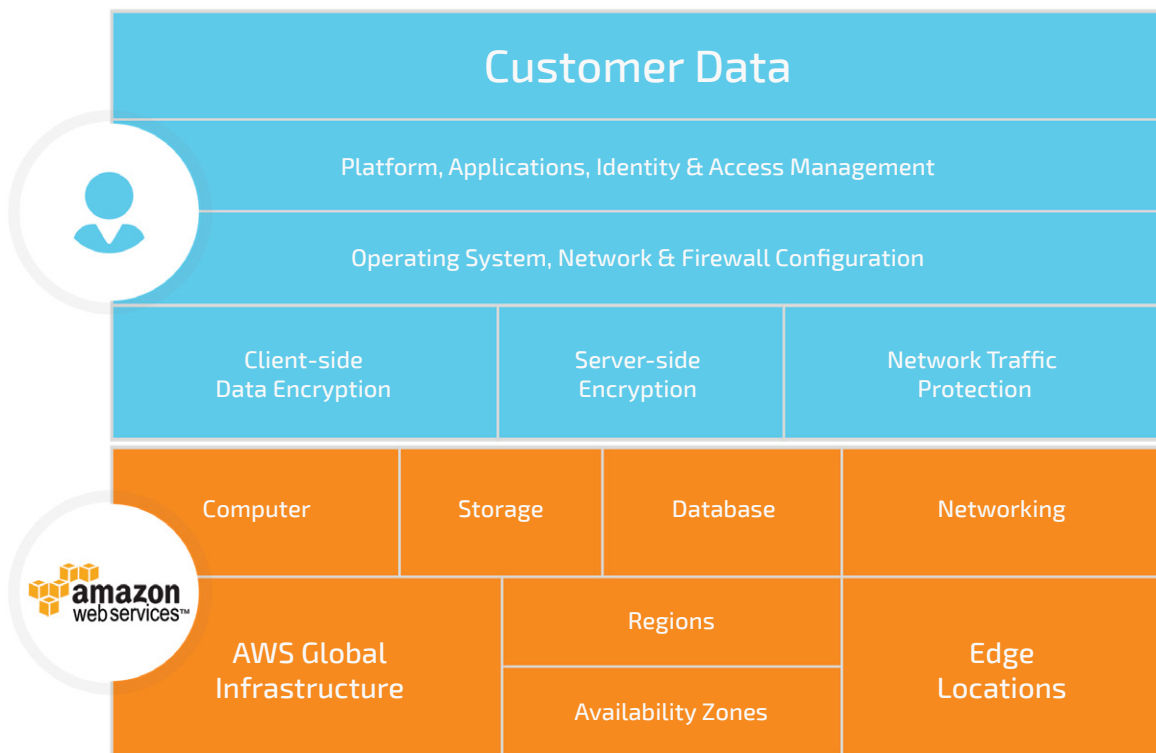 Customer Data
Platform, Applications, Identity & Access Management
Operating System, Network & Firewall Configuration
Client-side
Data Encryption
Server-side
Encryption
Network Traffic
Protection
Computer
Storage
Database
Networking
amazon
web services™
AWS Global
Infrastructure
Regions
Availability Zones
Edge
Locations